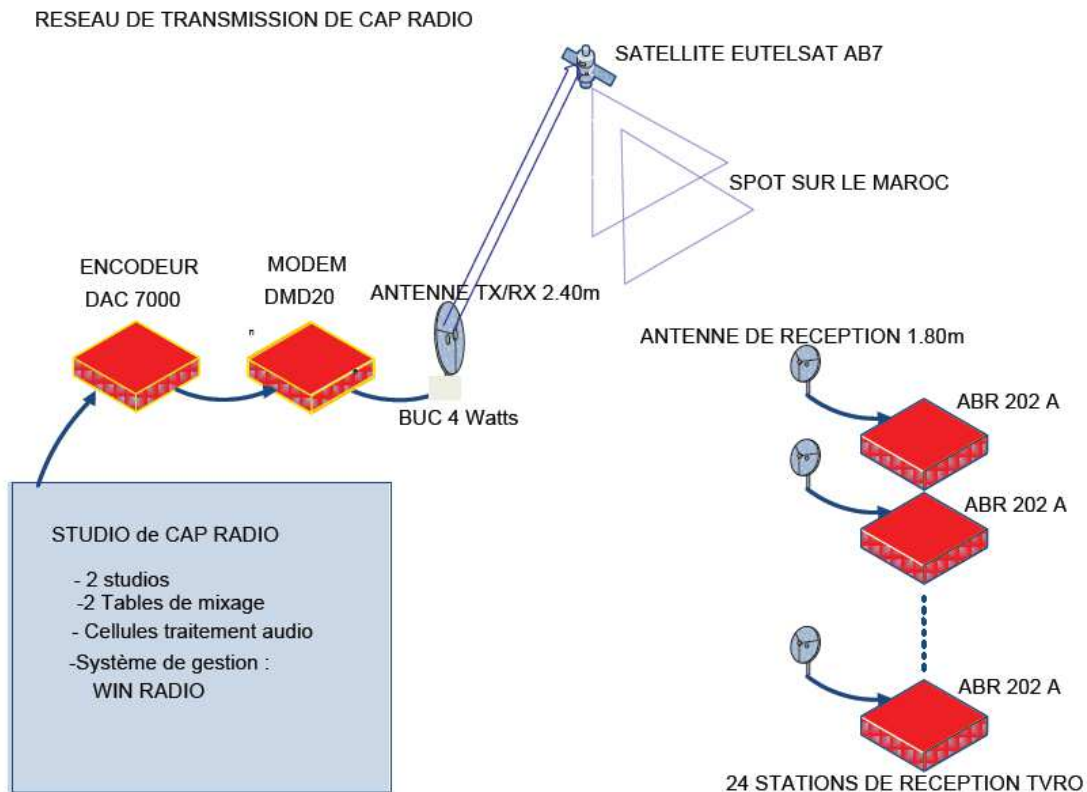 RESEAU DE TRANSMISSION DE CAP RADIO
SATELLITE EUTELSAT AB7
SPOT SUR LE MAROC
ENCODEUR
DAC 7000
MODEM
DMD20
ANTENNE TX/RX 2.40m
BUC 4 Watts
STUDIO de CAP RADIO
- 2 studios
-2 Tables de mixage
- Cellules traitement audio
-Système de gestion :
WIN RADIO
ANTENNE DE RECEPTION 1.80m
ABR 202 A
ABR 202 A
ABR 202 A
24 STATIONS DE RECEPTION TVRO